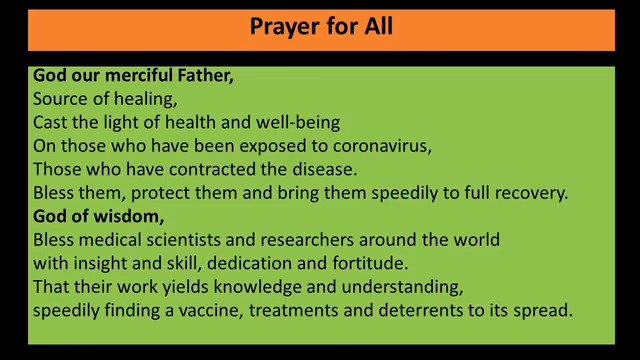 Prayer for All
God our merciful Father,
Source of healing,
Cast the light of health and well-being
On those who have been exposed to coronavirus,
Those who have contracted the disease.
Bless them, protect them and bring them speedily to full recovery.
God of wisdom,
Bless medical scientists and researchers around the world
with insight and skill, dedication and fortitude.
That their work yields knowledge and understanding,
speedily finding a vaccine, treatments and deterrents to its spread.